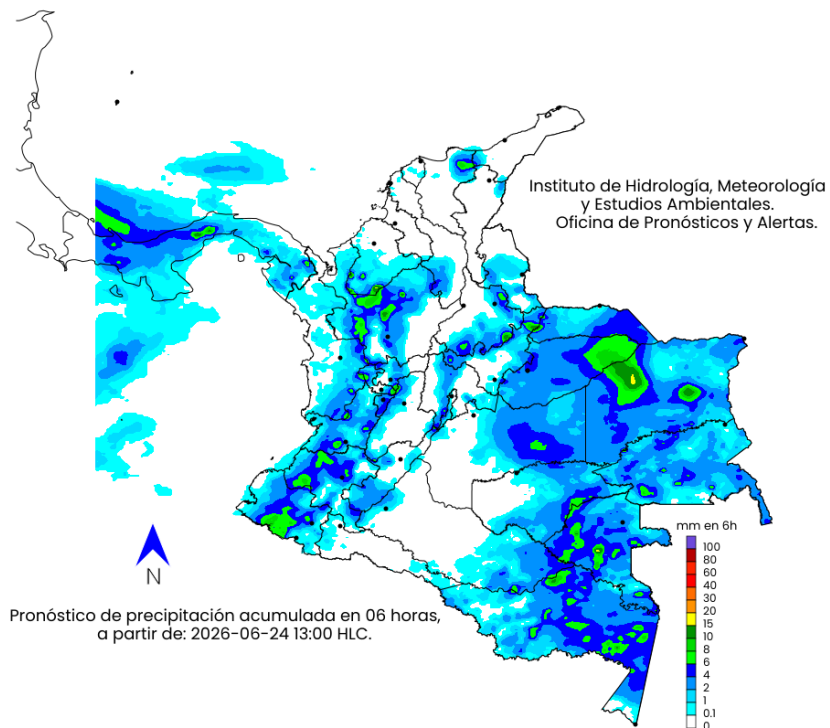 Instituto de Hidrología, Meteorología
y Estudios Ambientales.
Oficina de Pronósticos y Alertas.
mm en 6h
100
80
60
40
30
20
15
10
8
6
4
2
1
0.1
0
N
Pronóstico de precipitación acumulada en 06 horas,
a partir de: 2026-06-24 13:00 HLC.